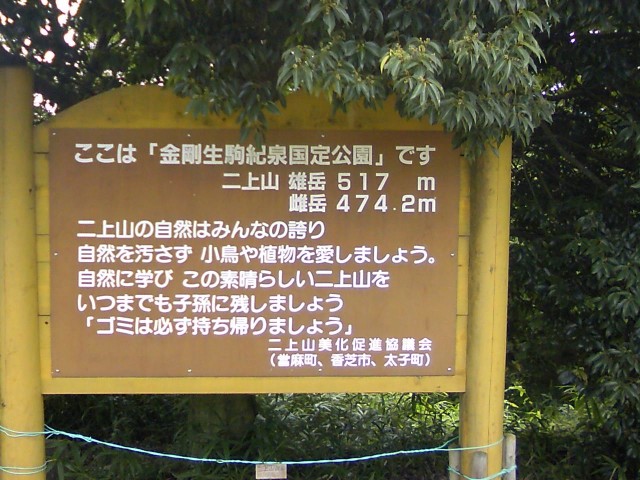 ここは「金剛生駒紀泉国定公園」です
二上山 雄岳 517 m
雌岳 474.2m
二上山の自然はみんなの誇り
自然を汚さず 小鳥や植物を愛しましょう。
自然に学び この素晴らしい二上山を
いつまでも子孫に残しましょう
「ゴミは必ず持ち帰りましょう」
二上山美化促進協議会
（當麻町、香芝市、太子町）